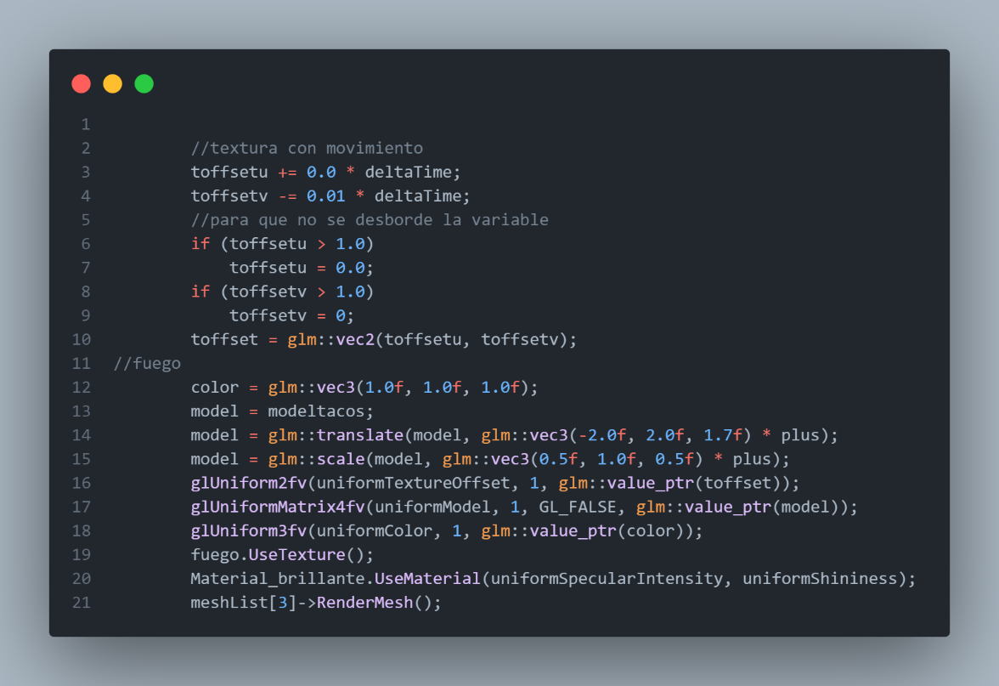 1
2 //textura con movimiento
3 toffsetu += 0.0 * deltaTime;
4 toffsetv -= 0.01 * deltaTime;
5 //para que no se desborde la variable
6 if (toffsetu > 1.0)
7 toffsetu = 0.0;
8 if (toffsetv > 1.0)
9 toffsetv = 0;
10 toffset = glm::vec2(toffsetu, toffsetv);
11 //fuego
12 color = glm::vec3(1.0f, 1.0f, 1.0f);
13 model = modeltacos;
14 model = glm::translate(model, glm::vec3(-2.0f, 2.0f, 1.7f) * plus);
15 model = glm::scale(model, glm::vec3(0.5f, 1.0f, 0.5f) * plus);
16 glUniform2fv(uniformTextureOffset, 1, glm::value_ptr(toffset));
17 glUniformMatrix4fv(uniformModel, 1, GL_FALSE, glm::value_ptr(model));
18 glUniform3fv(uniformColor, 1, glm::value_ptr(color));
19 fuego.UseTexture();
20 Material_brillante.UseMaterial(uniformSpecularIntensity, uniformShininess);
21 meshList[3]->RenderMesh();